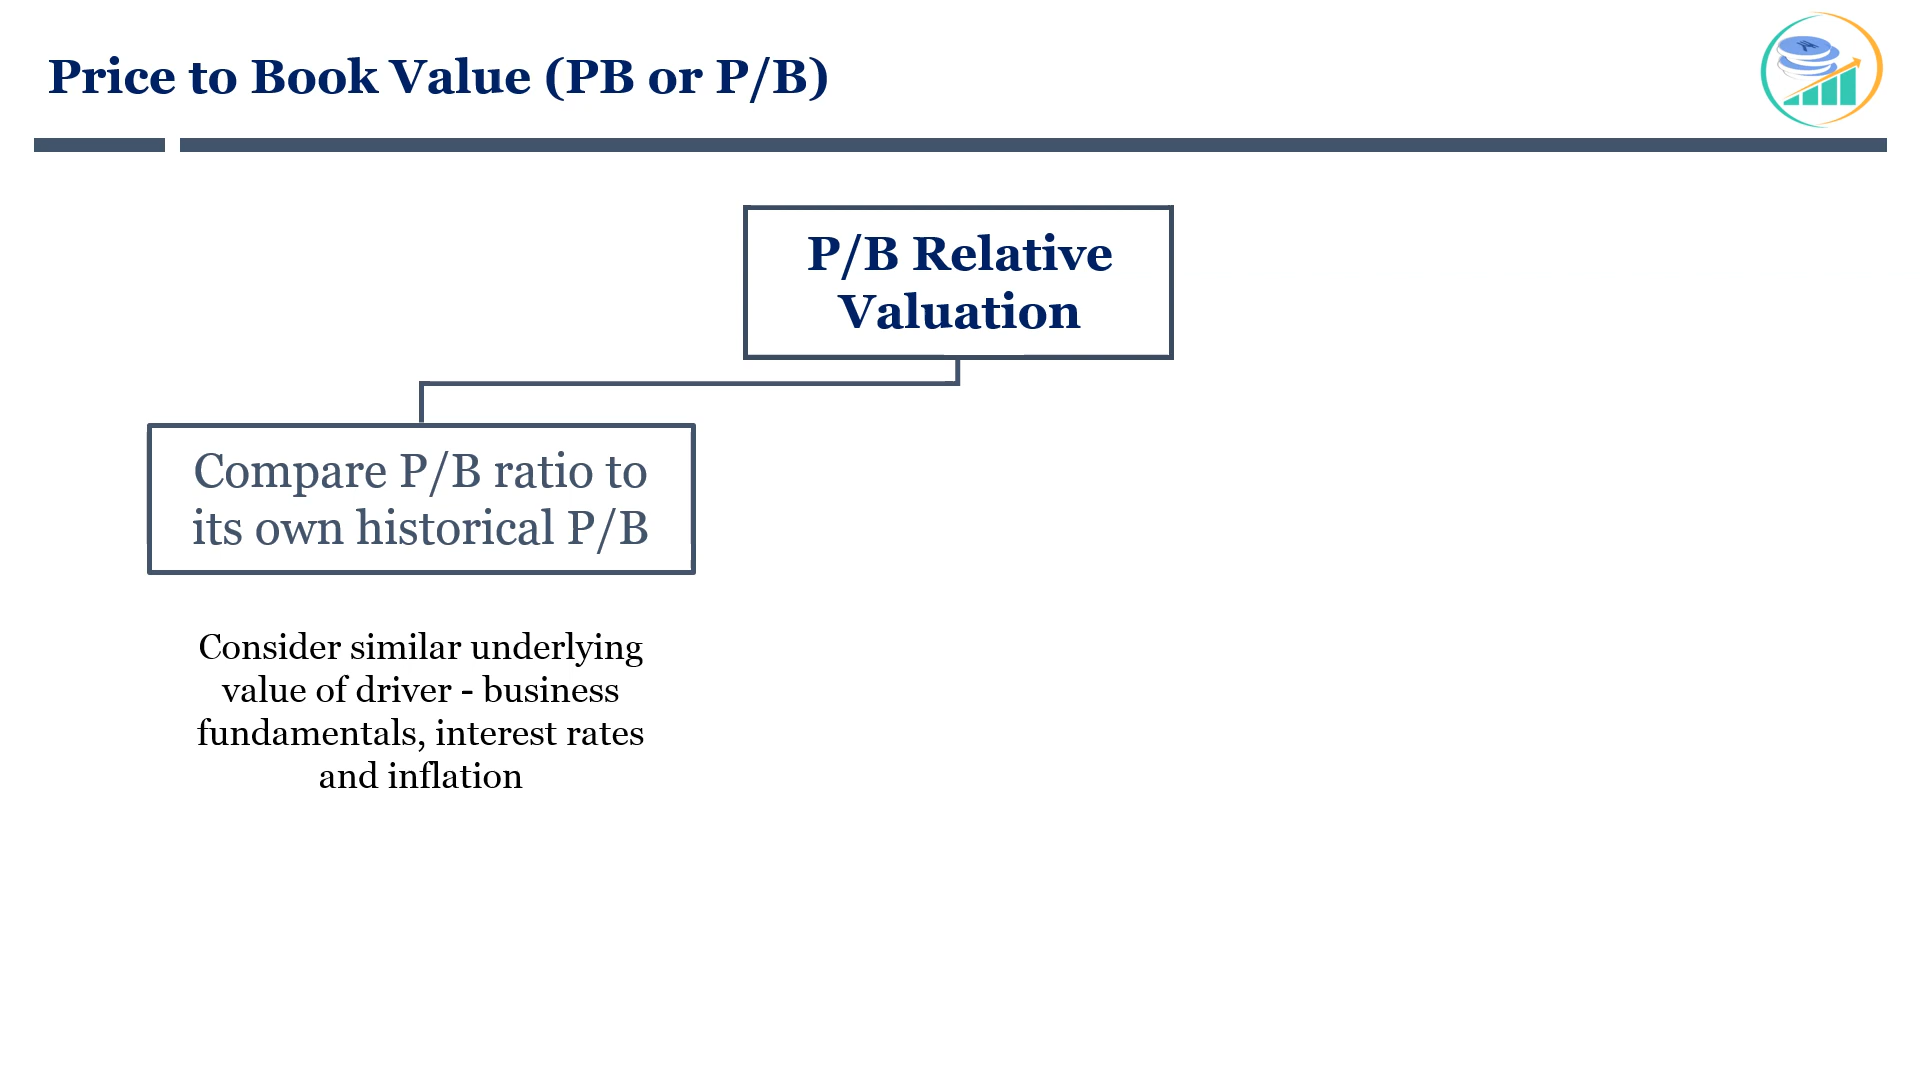 Price to Book Value (PB or P/B)
P/B Relative
Valuation
Compare P/B ratio to
its own historical P/B
Consider similar underlying
value of driver - business
fundamentals, interest rates
and inflation